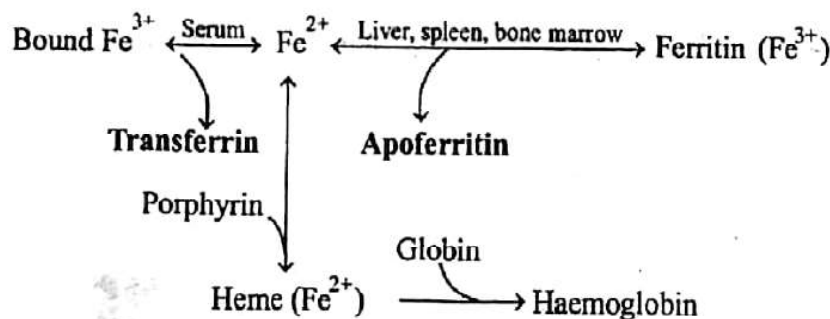 Bound Fe³⁺ Serum Fe²⁺ Liver, spleen, bone marrow Ferritin (Fe³⁺)
Transferrin Apoferritin
Porphyrin
Globin
Heme (Fe²⁺) Haemoglobin